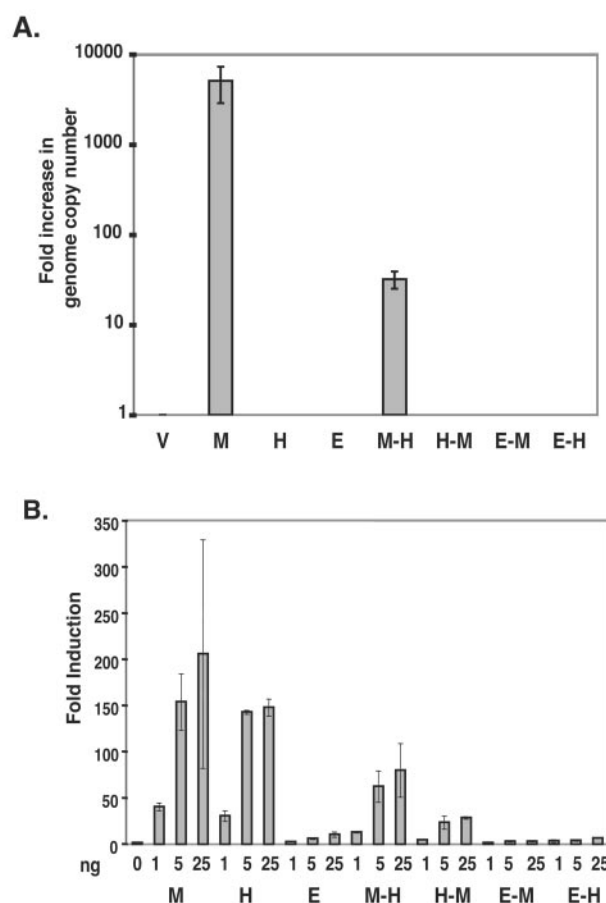 A.
Fold increase in
genome copy number
10000
1000
100
10
1
V M H E M-H H-M E-M E-H
B.
Fold Induction
350
300
250
200
150
100
50
0
ng 0 1 5 25 1 5 25 1 5 25 1 5 25 1 5 25 1 5 25 1 5 25
M H E M-H H-M E-M E-H